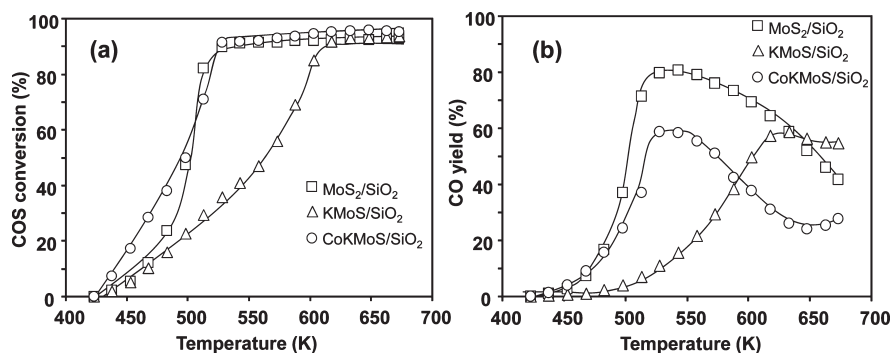 (a)
COS conversion (%)
100
80
60
40
20
0
400 450 500 550 600 650 700
Temperature (K)
MoS₂/SiO₂
KMoS/SiO₂
CoKMoS/SiO₂
(b)
CO yield (%)
100
80
60
40
20
0
400 450 500 550 600 650 700
Temperature (K)
MoS₂/SiO₂
KMoS/SiO₂
CoKMoS/SiO₂